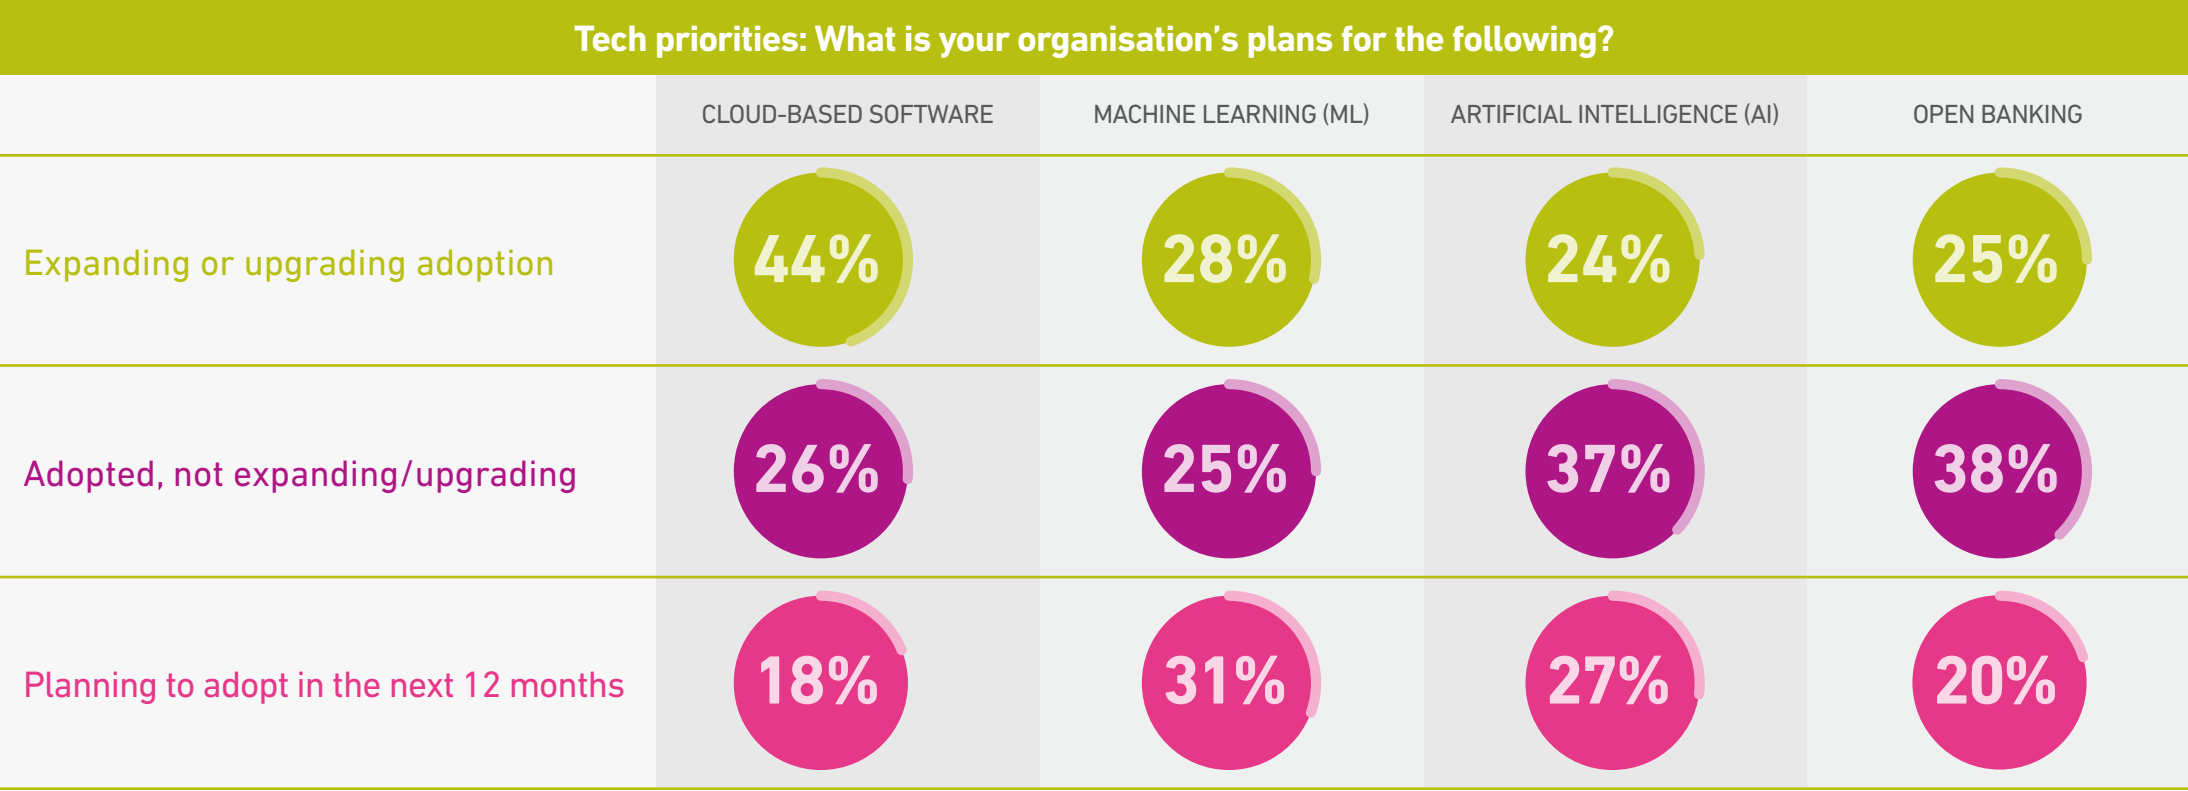 Tech priorities: What is your organisation’s plans for the following?
CLOUD-BASED SOFTWARE MACHINE LEARNING (ML) ARTIFICIAL INTELLIGENCE (AI) OPEN BANKING
Expanding or upgrading adoption 44% 28% 24% 25%
Adopted, not expanding/upgrading 26% 25% 37% 38%
Planning to adopt in the next 12 months 18% 31% 27% 20%